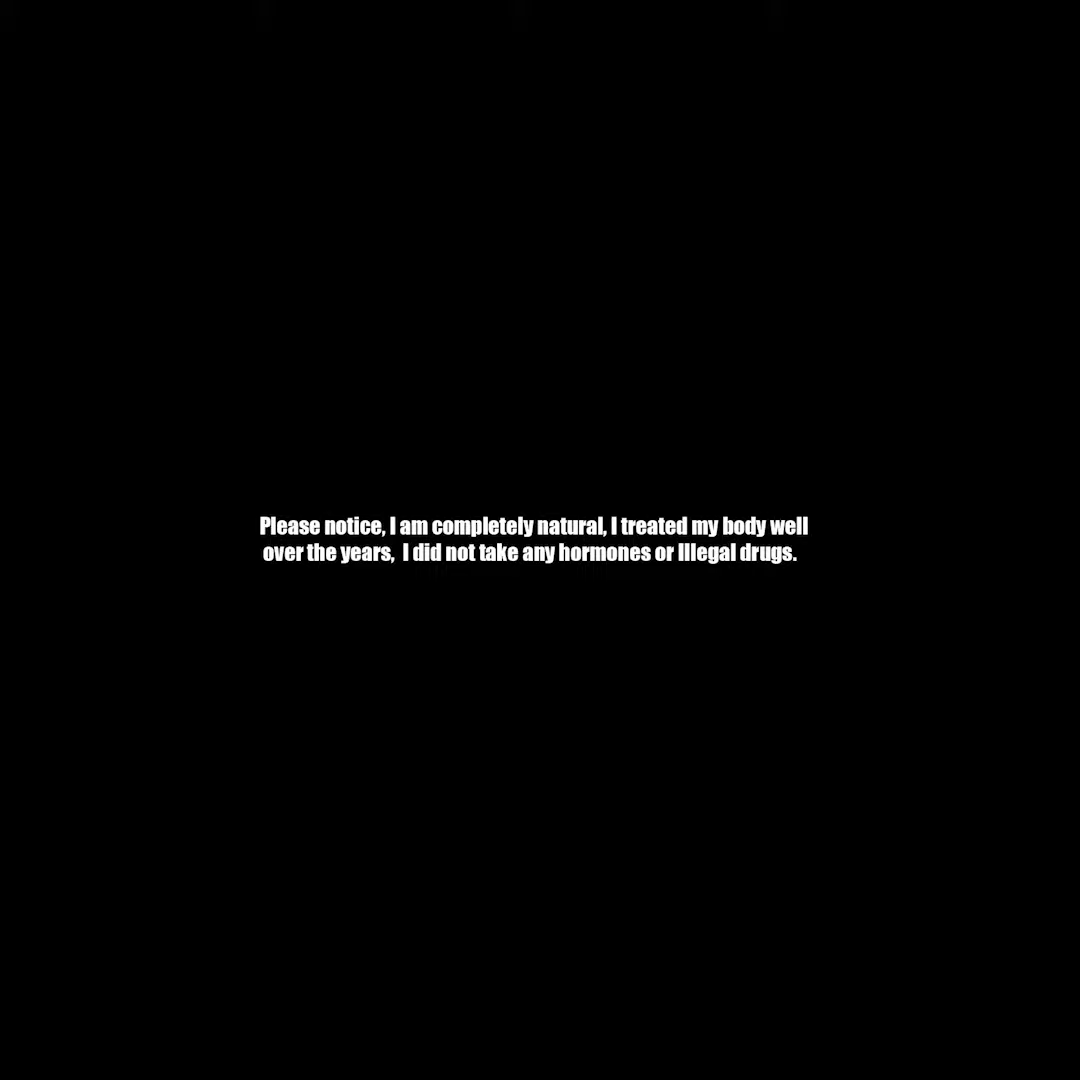 Please notice, I am completely natural, I treated my body well
over the years,  I did not take any hormones or Illegal drugs.